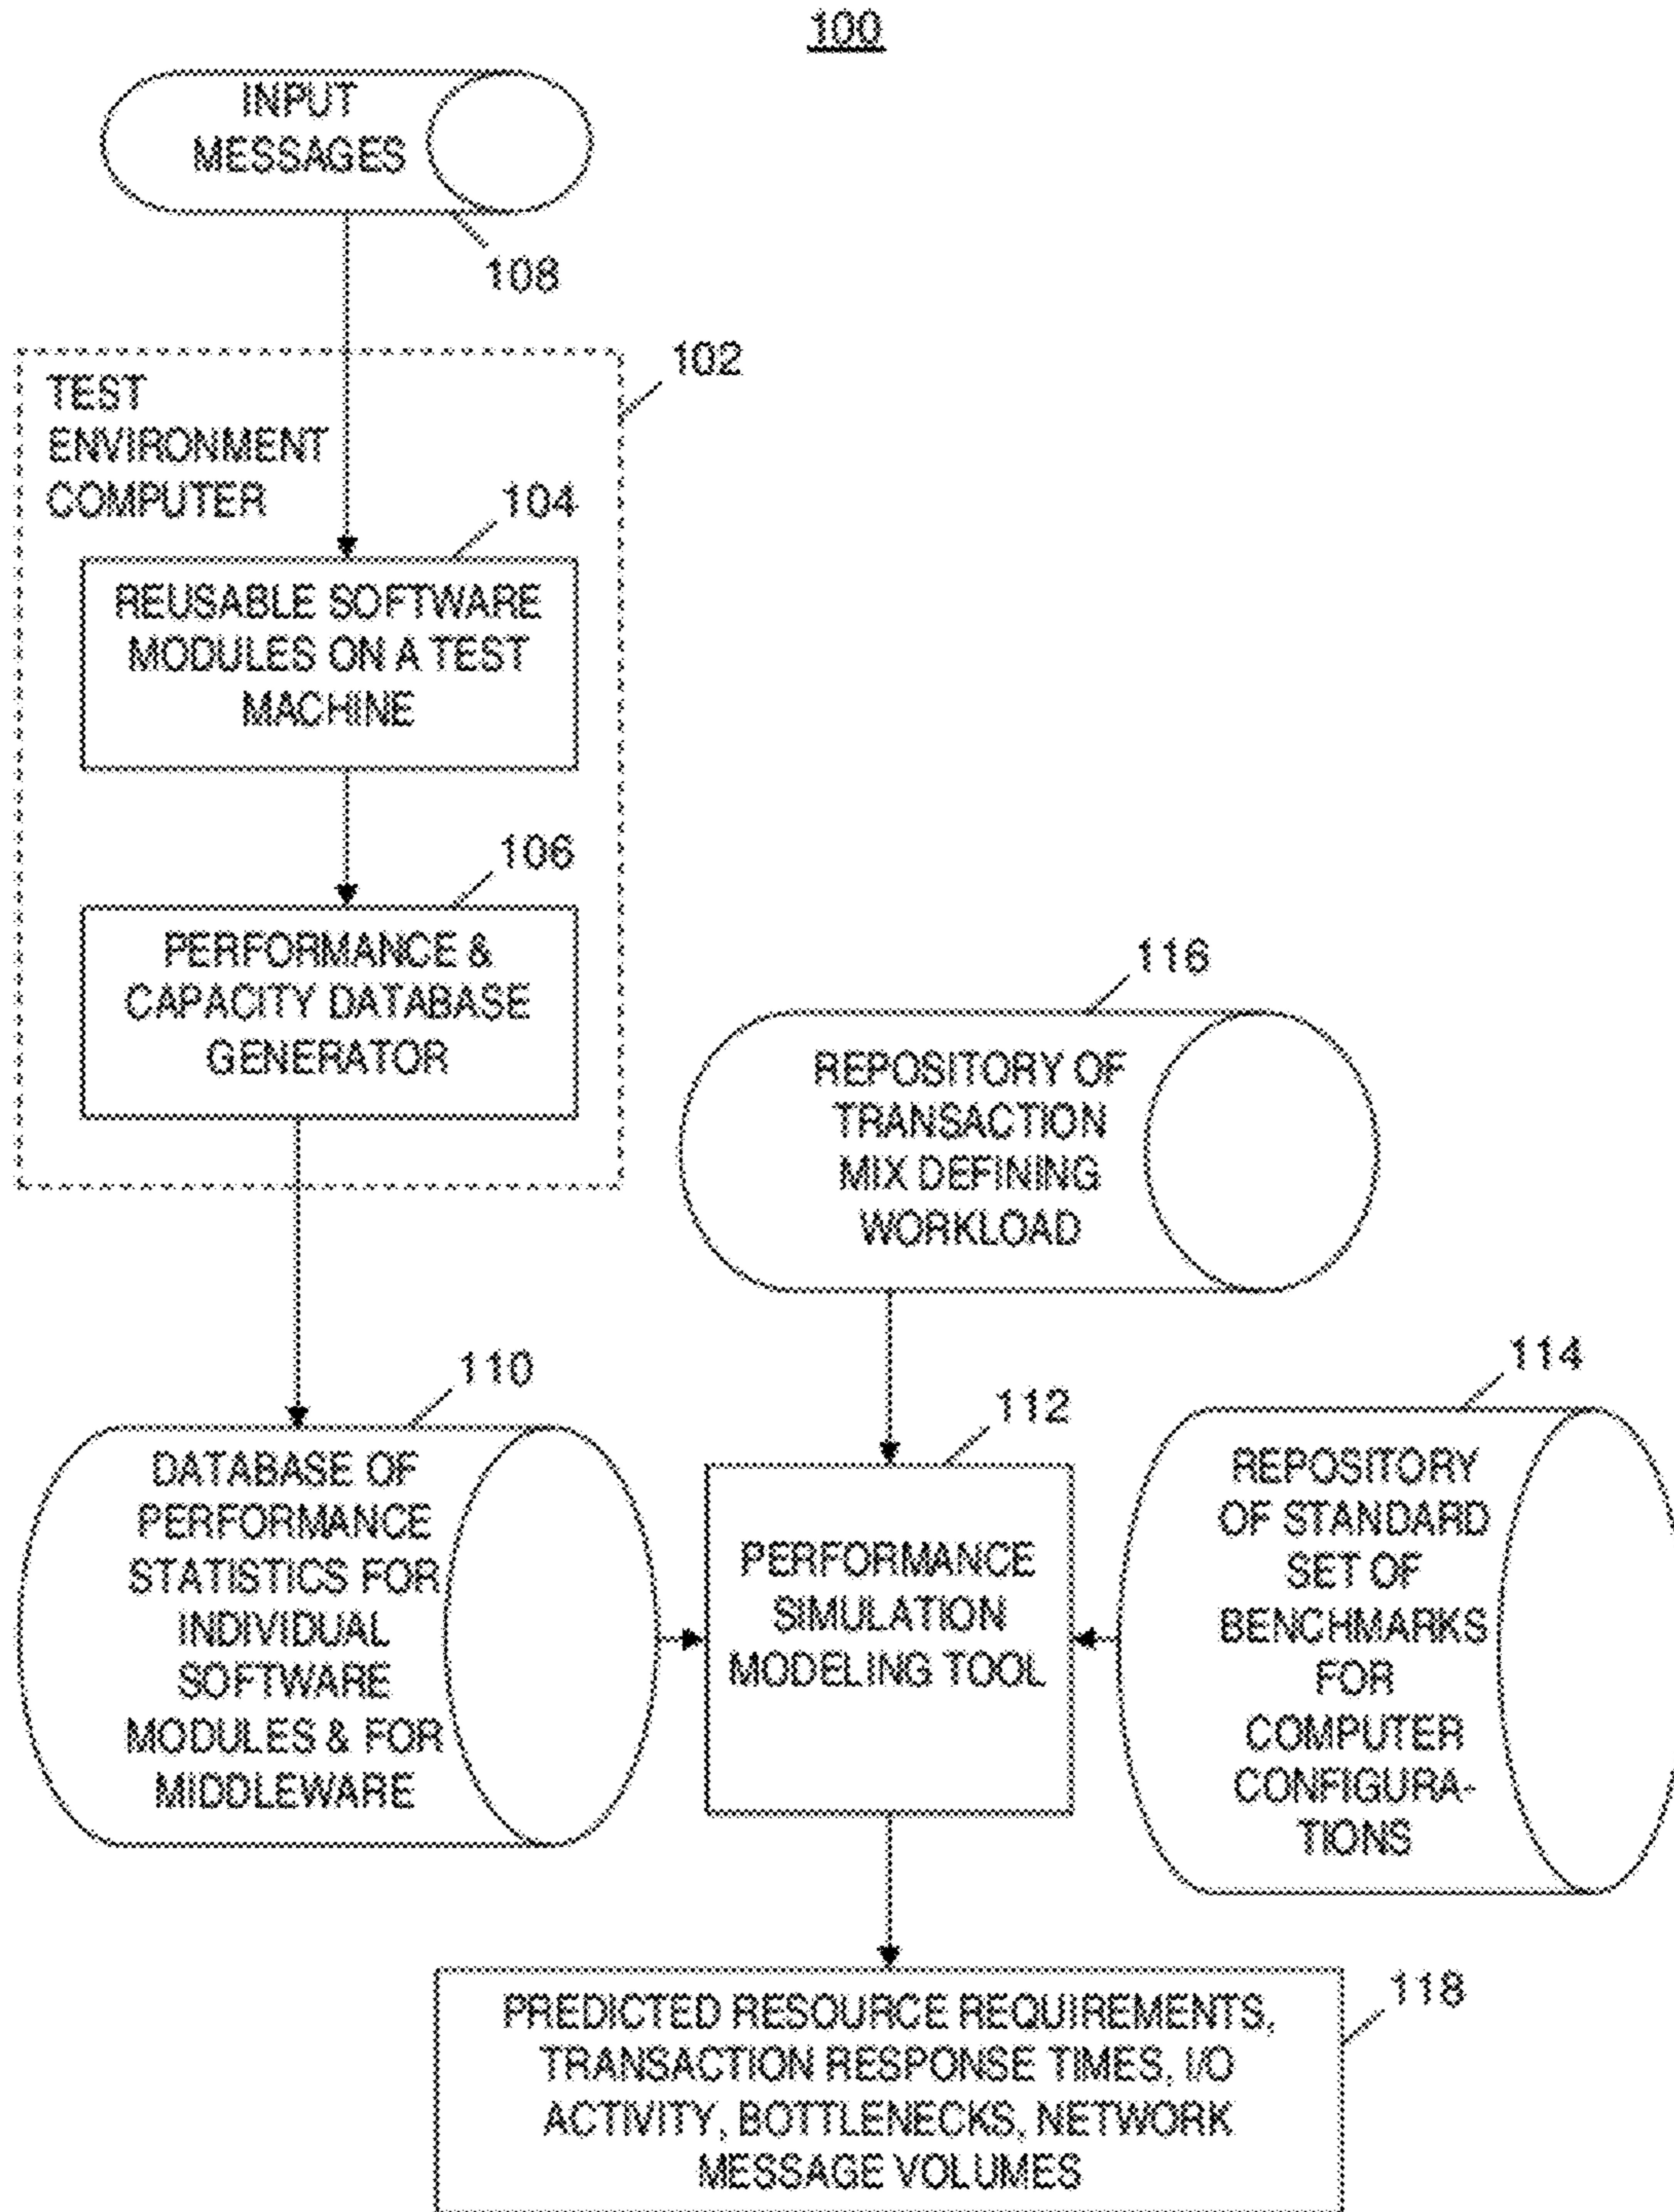 100
INPUT
MESSAGES
108
102
TEST
ENVIRONMENT
COMPUTER
104
REUSABLE SOFTWARE
MODULES ON A TEST
MACHINE
106
PERFORMANCE &
CAPACITY DATABASE
GENERATOR
116
REPOSITORY OF
TRANSACTION
MIX DEFINING
WORKLOAD
110
DATABASE OF
PERFORMANCE
STATISTICS FOR
INDIVIDUAL
SOFTWARE
MODULES & FOR
MIDDLEWARE
112
PERFORMANCE
SIMULATION
MODELING TOOL
114
REPOSITORY
OF STANDARD
SET OF
BENCHMARKS
FOR
COMPUTER
CONFIGURA-
TIONS
118
PREDICTED RESOURCE REQUIREMENTS,
TRANSACTION RESPONSE TIMES, I/O
ACTIVITY, BOTTLENECKS, NETWORK
MESSAGE VOLUMES